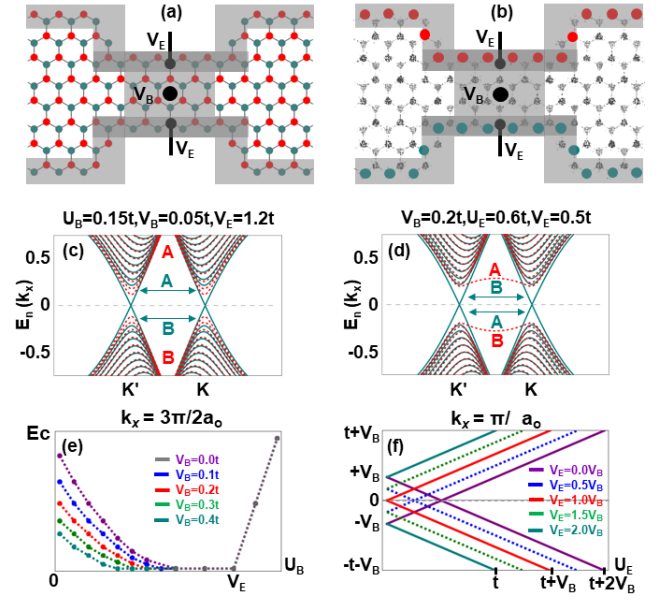 (a)
V_E
V_B
V_E
(b)
V_E
V_B
V_E
U_B=0.15t,V_B=0.05t,V_E=1.2t
(c)
E_n (k_x)
0.5
0
-0.5
A
A
B
B
K'
K
V_B=0.2t,U_E=0.6t,V_E=0.5t
(d)
E_n (k_x)
0.5
0
-0.5
A
B
A
B
K'
K
k_x = 3π/2a_o
Ec
(e)
V_B=0.0t
V_B=0.1t
V_B=0.2t
V_B=0.3t
V_B=0.4t
0
V_E
U_B
k_x = π/ a_o
t+V_B
+V_B
0
-V_B
-t-V_B
(f)
V_E=0.0V_B
V_E=0.5V_B
V_E=1.0V_B
V_E=1.5V_B
V_E=2.0V_B
U_E
t
t+V_B
t+2V_B